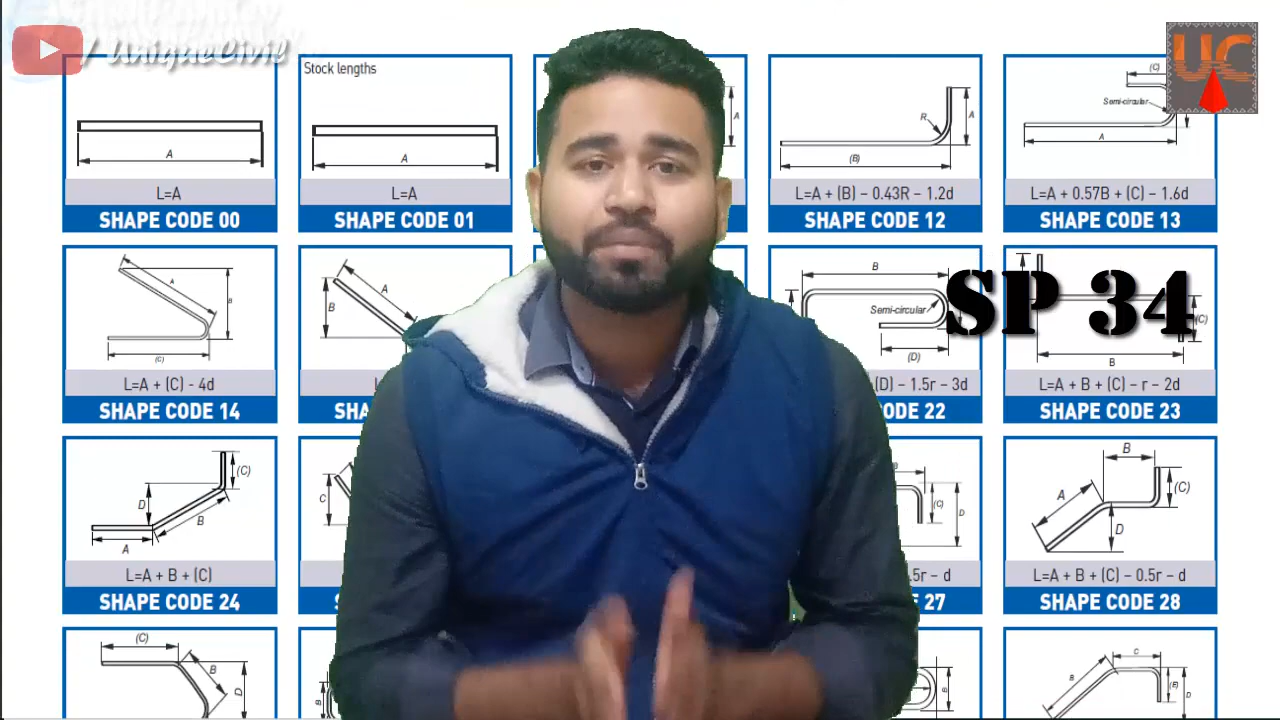 / UniqueCivil
UC
Stock lengths
A
L=A
SHAPE CODE 00
A
L=A
SHAPE CODE 01
A
R
A
(B)
L=A + (B) – 0.43R – 1.2d
SHAPE CODE 12
(C)
Semi-circular
A
L=A + 0.57B + (C) – 1.6d
SHAPE CODE 13
A
B
(C)
L=A + (C) - 4d
SHAPE CODE 14
A
B
B
Semi-circular
(D)
(D) – 1.5r – 3d
22
SP 34
(C)
B
L=A + B + (C) – r – 2d
SHAPE CODE 23
(C)
D
B
A
L=A + B + (C)
SHAPE CODE 24
C
(C)
D
.5r – d
27
B
A
(C)
D
L=A + B + (C) – 0.5r – d
SHAPE CODE 28
(C)
B
D
B
C
B
(E)
D